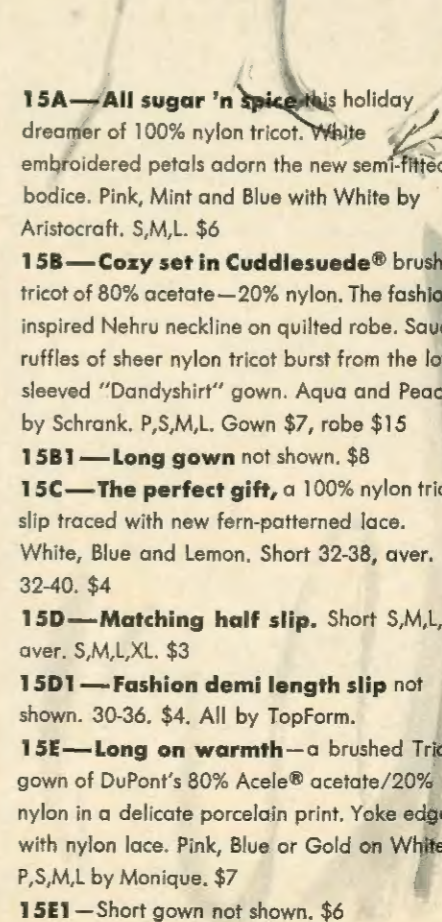 15A—All sugar 'n spice this holiday
dreamer of 100% nylon tricot. White
embroidered petals adorn the new semi-fitted
bodice. Pink, Mint and Blue with White by
Aristocraft. S,M,L. $6
15B—Cozy set in Cuddlesuede® brush
tricot of 80% acetate—20% nylon. The fashio
inspired Nehru neckline on quilted robe. Sau
ruffles of sheer nylon tricot burst from the lo
sleeved "Dandyshirt" gown. Aqua and Peac
by Schrank. P,S,M,L. Gown $7, robe $15
15B1—Long gown not shown. $8
15C—The perfect gift, a 100% nylon tric
slip traced with new fern-patterned lace.
White, Blue and Lemon. Short 32-38, aver.
32-40. $4
15D—Matching half slip. Short S,M,L,
aver. S,M,L,XL. $3
15D1—Fashion demi length slip not
shown. 30-36. $4. All by TopForm.
15E—Long on warmth—a brushed Tric
gown of DuPont's 80% Acele® acetate/20%
nylon in a delicate porcelain print. Yoke edge
with nylon lace. Pink, Blue or Gold on White
P,S,M,L by Monique. $7
15E1—Short gown not shown. $6